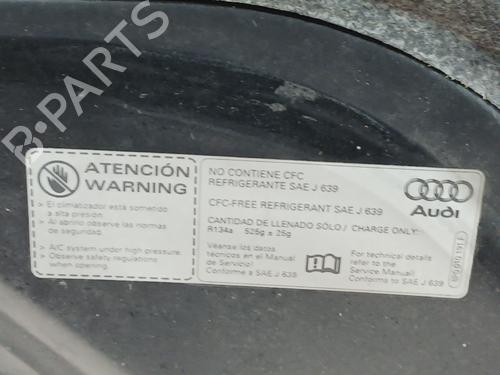 B-PARTS
ATENCIÓN
WARNING
> El climatizador está sometido
a alta presión.
> Al abrirlo observe las normas
de seguridad.
> A/C system under high pressure.
> Observe safety regulations
when opening.
NO CONTIENE CFC
REFRIGERANTE SAE J 639
CFC-FREE REFRIGERANT SAE J 639
CANTIDAD DE LLENADO SÓLO / CHARGE ONLY:
R134a 525g ± 25g
Véanse los datos
técnicos en el Manual
de Servicio!
Conforme a SAE J 639
For technical details
refer to the
Service Manual!
Conforms to SAE J 639
Audi